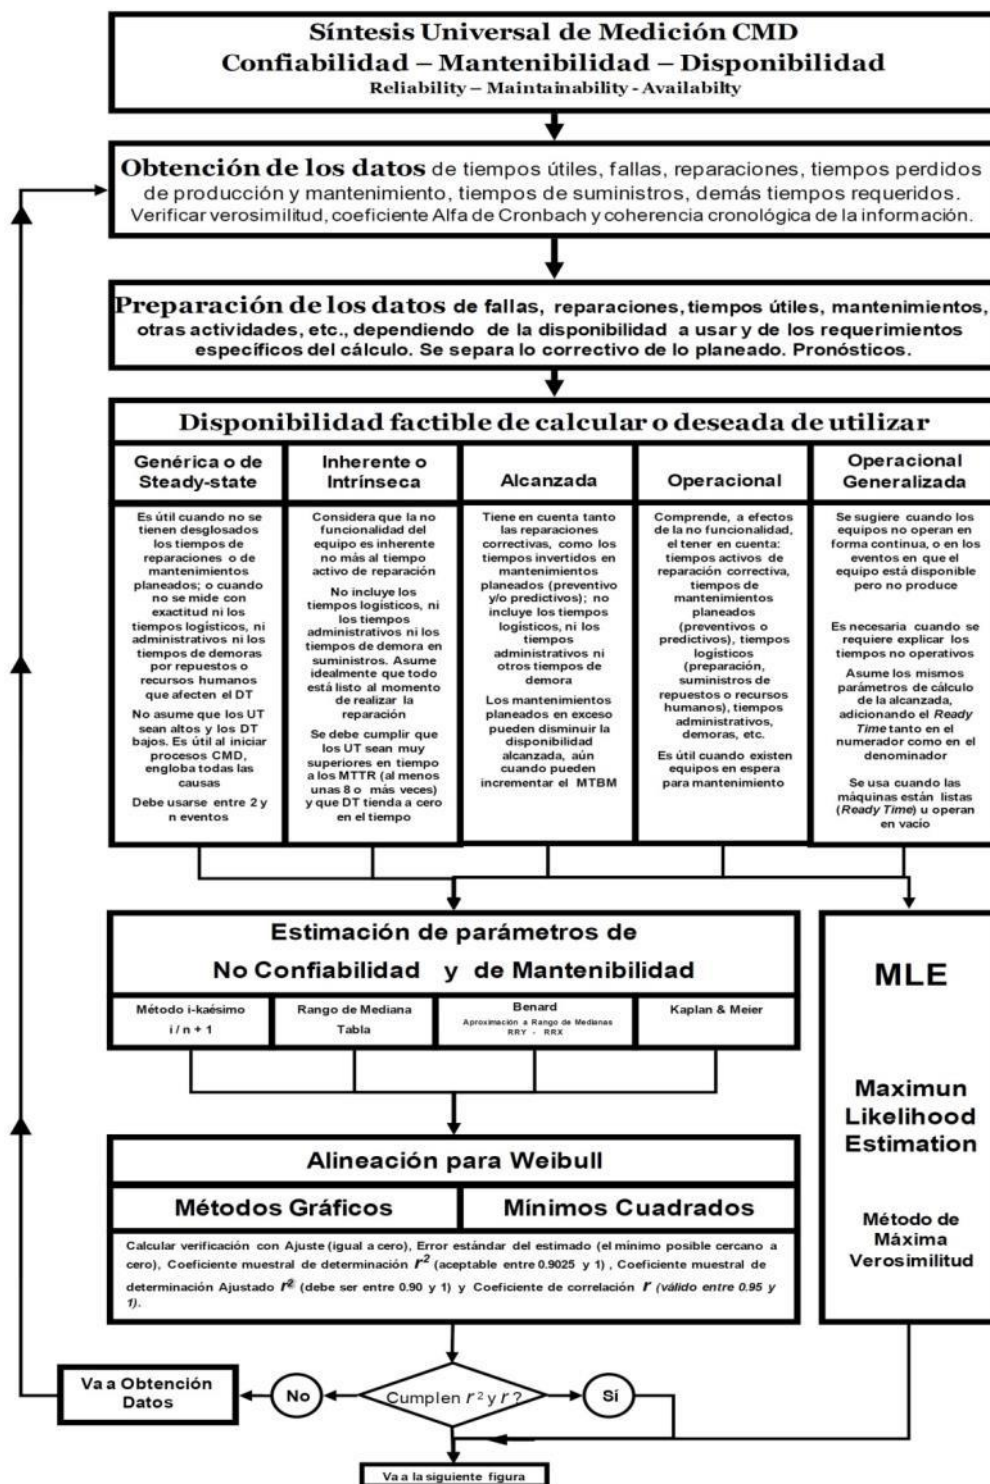 Síntesis Universal de Medición CMD
Confiabilidad – Mantenibilidad – Disponibilidad
Reliability – Maintainability - Availabilty
Obtención de los datos de tiempos útiles, fallas, reparaciones, tiempos perdidos
de producción y mantenimiento, tiempos de suministros, demás tiempos requeridos.
Verificar verosimilitud, coeficiente Alfa de Cronbach y coherencia cronológica de la información.
Preparación de los datos de fallas, reparaciones, tiempos útiles, mantenimientos,
otras actividades, etc., dependiendo de la disponibilidad a usar y de los requerimientos
específicos del cálculo. Se separa lo correctivo de lo planeado. Pronósticos.
Disponibilidad factible de calcular o deseada de utilizar
Genérica o de
Steady-state
Es útil cuando no se
tienen desglosados
los tiempos de
reparaciones o de
mantenimientos
planeados; o cuando
no se mide con
exactitud ni los
tiempos logísticos, ni
administrativos ni los
tiempos de demoras
por repuestos o
recursos humanos
que afecten el DT
No asume que los UT
sean altos y los DT
bajos. Es útil al iniciar
procesos CMD,
engloba todas las
causas
Debe usarse entre 2 y
n eventos
Inherente o
Intrínseca
Considera que la no
funcionalidad del
equipo es inherente
no más al tiempo
activo de reparación
No incluye los
tiempos logísticos, ni
los tiempos
administrativos ni los
tiempos de demora en
suministros. Asume
idealmente que todo
está listo al momento
de realizar la
reparación
Se debe cumplir que
los UT sean muy
superiores en tiempo
a los MTTR (al menos
unas 8 o más veces)
y que DT tienda a cero
en el tiempo
Alcanzada
Tiene en cuenta tanto
las reparaciones
correctivas, como los
tiempos invertidos en
mantenimientos
planeados (preventivo
y/o predictivos); no
incluye los tiempos
logísticos, ni los
tiempos
administrativos ni
otros tiempos de
demora
Los mantenimientos
planeados en exceso
pueden disminuir la
disponibilidad
alcanzada, aún
cuando pueden
incrementar el MTBM
Operacional
Comprende, a efectos
de la no funcionalidad,
el tener en cuenta:
tiempos activos de
reparación correctiva,
tiempos de
mantenimientos
planeados
(preventivos o
predictivos), tiempos
logísticos
(preparación,
suministros de
repuestos o recursos
humanos), tiempos
administrativos,
demoras, etc.
Es útil cuando existen
equipos en espera
para mantenimiento
Operacional
Generalizada
Se sugiere cuando los
equipos no operan en
forma continua, o en los
eventos en que el
equipo está disponible
pero no produce
Es necesaria cuando se
requiere explicar los
tiempos no operativos
Asume los mismos
parámetros de cálculo
de la alcanzada,
adicionando el Ready
Time tanto en el
numerador como en el
denominador
Se usa cuando las
máquinas están listas
(Ready Time) u operan
en vacío
Estimación de parámetros de
No Confiabilidad y de Mantenibilidad
Método i-kaésimo
i / n + 1
Rango de Mediana
Tabla
Benard
Aproximación a Rango de Medianas
RRY - RRX
Kaplan & Meier
MLE
Maximun
Likelihood
Estimation
Método de
Máxima
Verosimilitud
Alineación para Weibull
Métodos Gráficos
Mínimos Cuadrados
Calcular verificación con Ajuste (igual a cero), Error estándar del estimado (el mínimo posible cercano a
cero), Coeficiente muestral de determinación r² (aceptable entre 0.9025 y 1) , Coeficiente muestral de
determinación Ajustado r² (debe ser entre 0.90 y 1) y Coeficiente de correlación r (válido entre 0.95 y
1).
Va a Obtención
Datos
No
Cumplen r² y r ?
Sí
Va a la siguiente figura